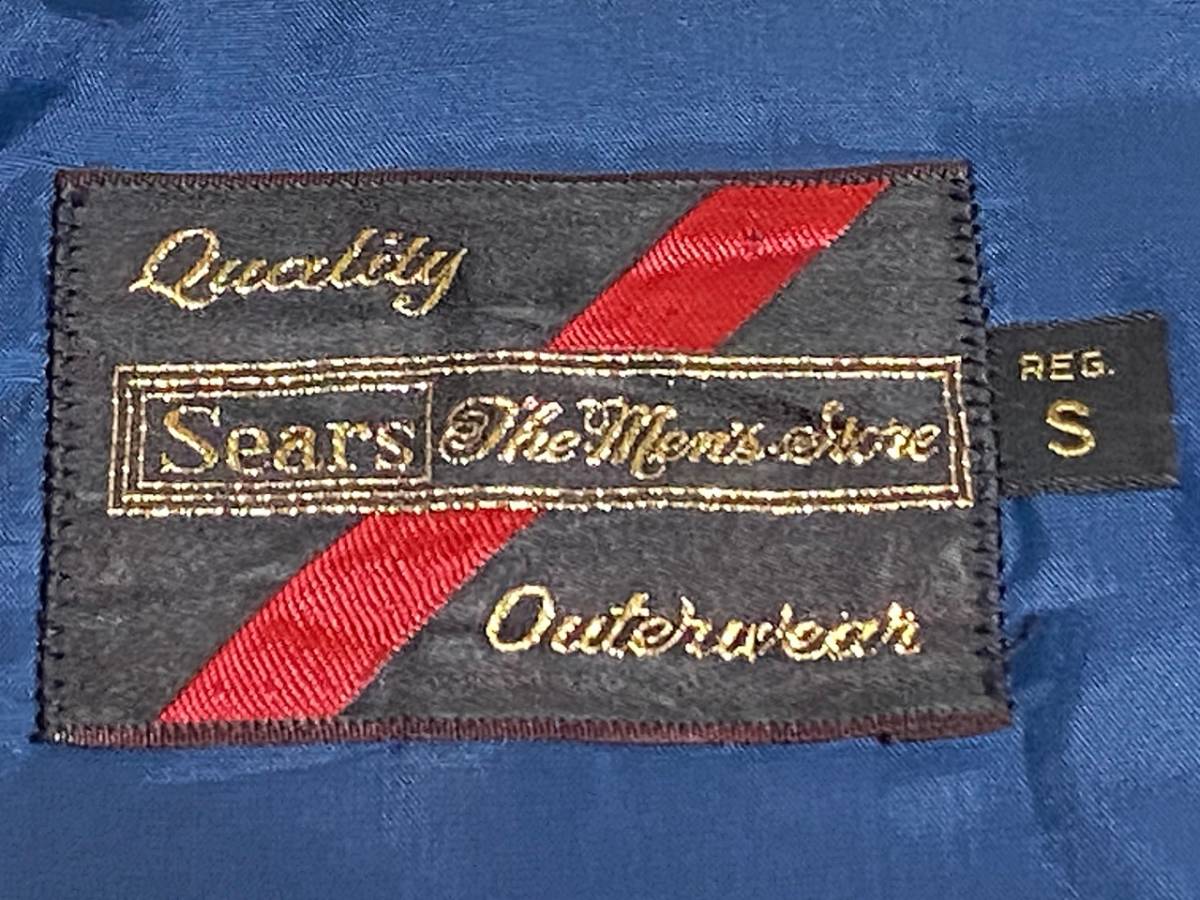 Quality
Sears The Men's Store
REG.
S
Outerwear